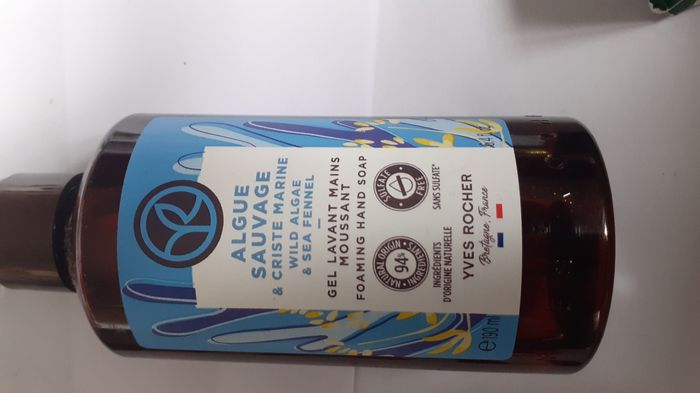 ALGUE
SAUVAGE
& CRISTE MARINE
WILD ALGAE
& SEA FENNEL
GEL LAVANT MAINS
MOUSSANT
FOAMING HAND SOAP
NATURAL ORIGIN
94%
INGREDIENTS
INGRÉDIENTS
D'ORIGINE NATURELLE
SULFATE
FREE
SANS SULFATE*
YVES ROCHER
Bretagne, France
e 190 ml